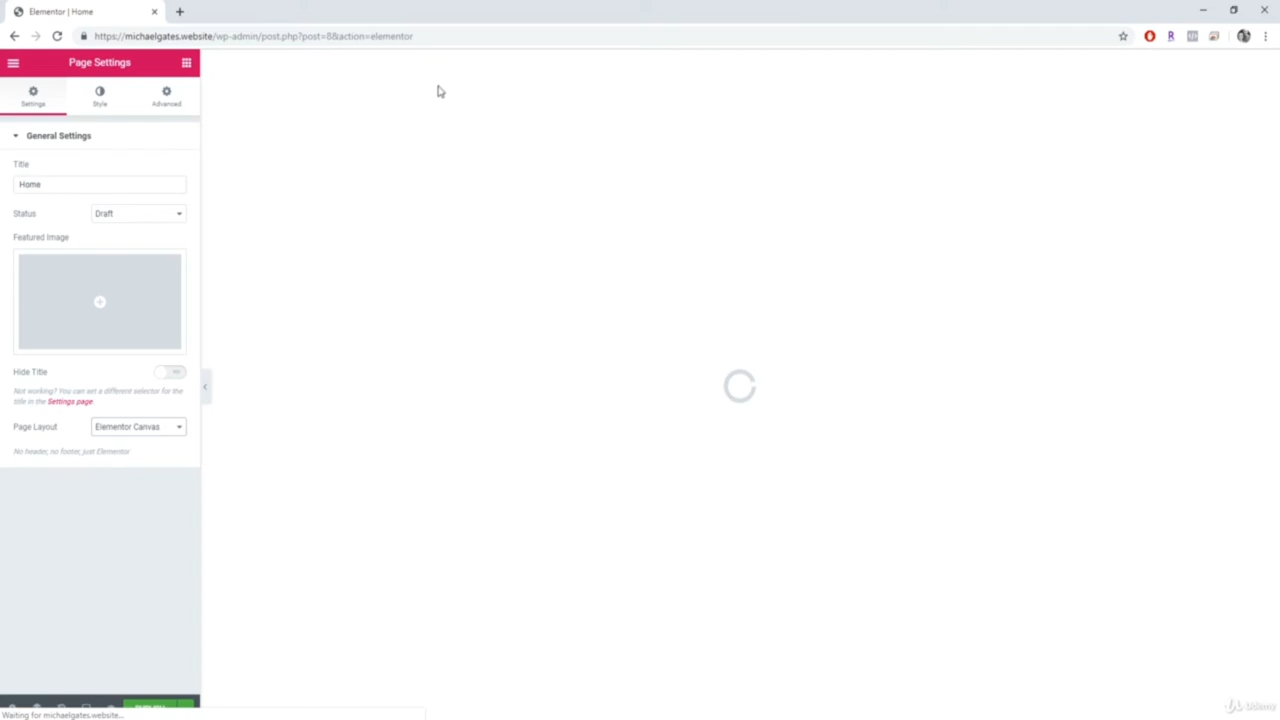 Elementor | Home
https://michaelgates.website/wp-admin/post.php?post=8&action=elementor
Page Settings
Settings
Style
Advanced
General Settings
Title
Home
Status
Draft
Featured Image
Hide Title
NO
Not working? You can set a different selector for the
title in the Settings page.
Page Layout
Elementor Canvas
No header, no footer, just Elementor
Waiting for michaelgates.website...
Udemy